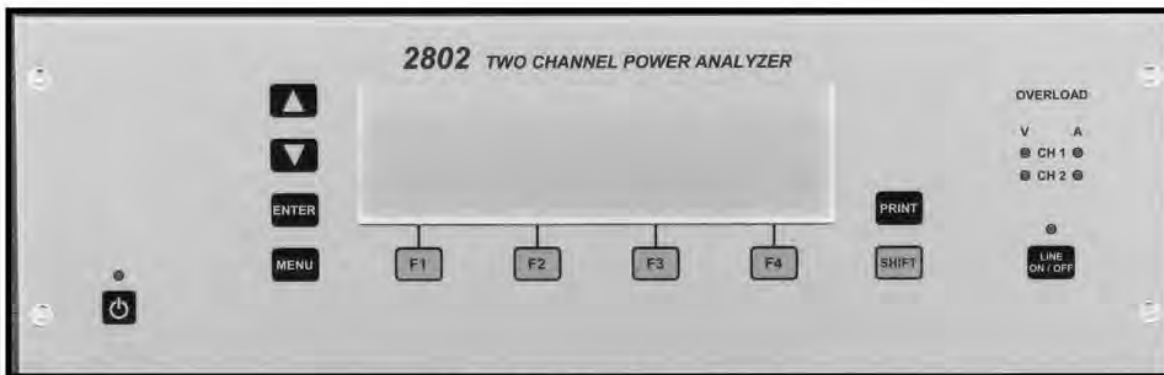 2802 TWO CHANNEL POWER ANALYZER
OVERLOAD
V A
CH 1
CH 2
ENTER
PRINT
MENU
F1 F2 F3 F4
SHIFT
LINE
ON / OFF